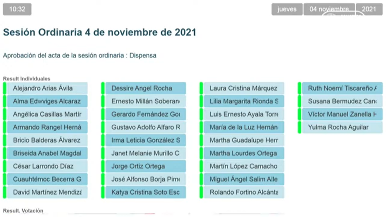 10:32
jueves 04 noviembre 2021
Sesión Ordinaria 4 de noviembre de 2021
Aprobación del acta de la sesión ordinaria : Dispensa
Result Individuales
Alejandro Arias Ávila
Alma Edwviges Alcaraz
Angélica Casillas Martír
Armando Rangel Herná
Bricio Balderas Álvarez
Briseida Anabel Magdal
César Larrondo Díaz
Cuauhtémoc Becerra G
David Martínez Mendiza
Dessire Angel Rocha
Ernesto Millán Soberan
Gerardo Fernández Gor
Gustavo Adolfo Alfaro R
Irma Leticia González S
Janet Melanie Murillo C
Jorge Ortiz Ortega
José Alfonso Borja Pime
Katya Cristina Soto Esc
Laura Cristina Márquez
Lilia Margarita Rionda S
Luis Ernesto Ayala Torr
María de la Luz Hernán
Martha Guadalupe Herr
Martha Lourdes Ortega
Martín López Camacho
Miguel Ángel Salim Alle
Rolando Fortino Alcánta
Ruth Noemí Tiscareño A
Susana Bermúdez Canc
Víctor Manuel Zanella H
Yulma Rocha Aguilar
Result. Votación